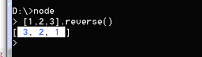 D:\>node
> [1,2,3].reverse()
[ 3, 2, 1 ]
>